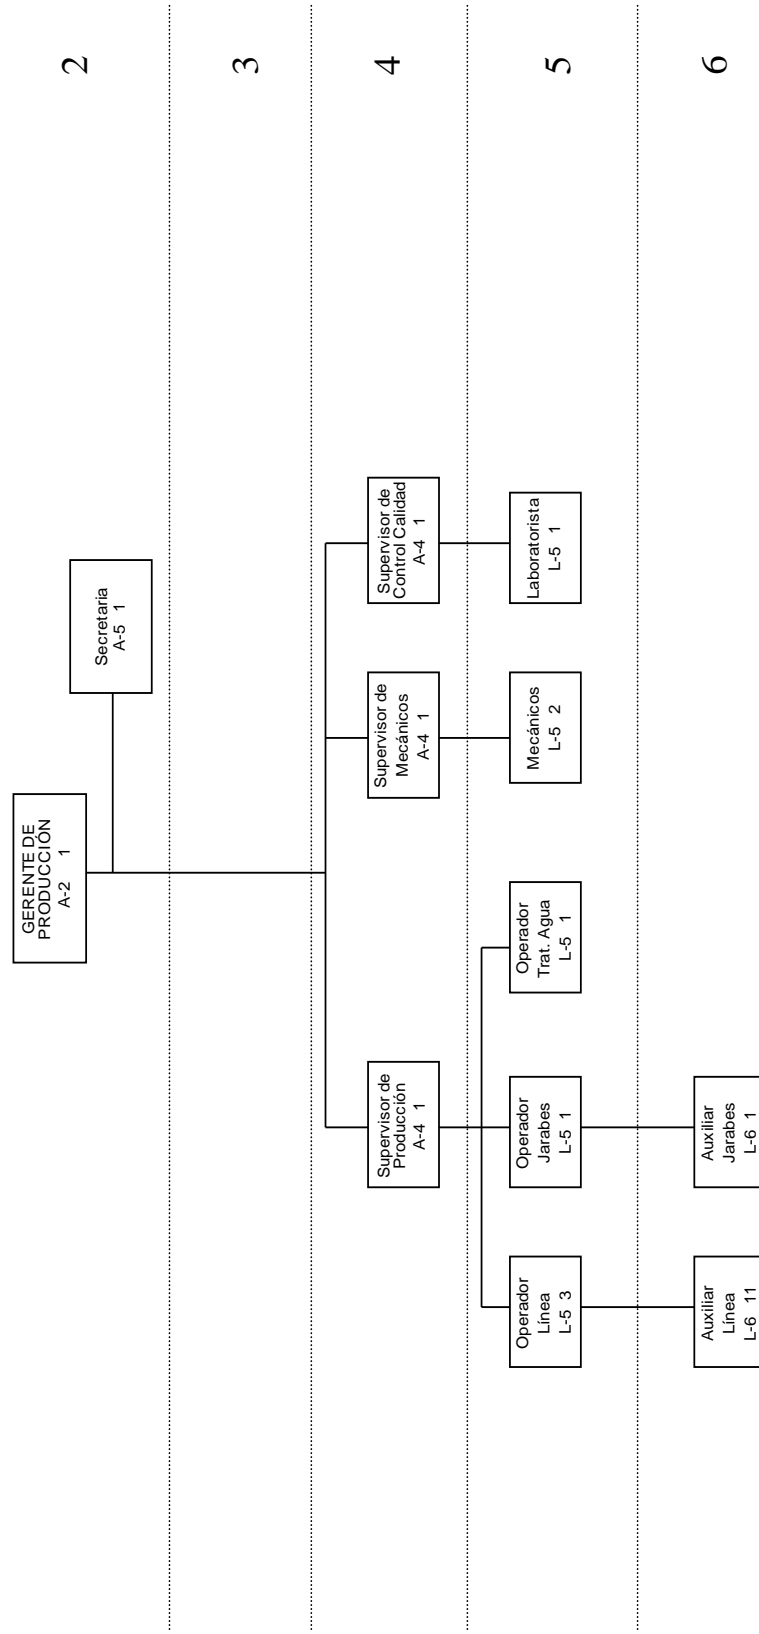 2
GERENTE DE
PRODUCCIÓN
A-2 1
Secretaria
A-5 1
3
4
Supervisor de
Producción
A-4 1
Supervisor de
Mecánicos
A-4 1
Supervisor de
Control Calidad
A-4 1
5
Operador
Línea
L-5 3
Operador
Jarabes
L-5 1
Operador
Trat. Agua
L-5 1
Mecánicos
L-5 2
Laboratorista
L-5 1
6
Auxiliar
Línea
L-6 11
Auxiliar
Jarabes
L-6 1